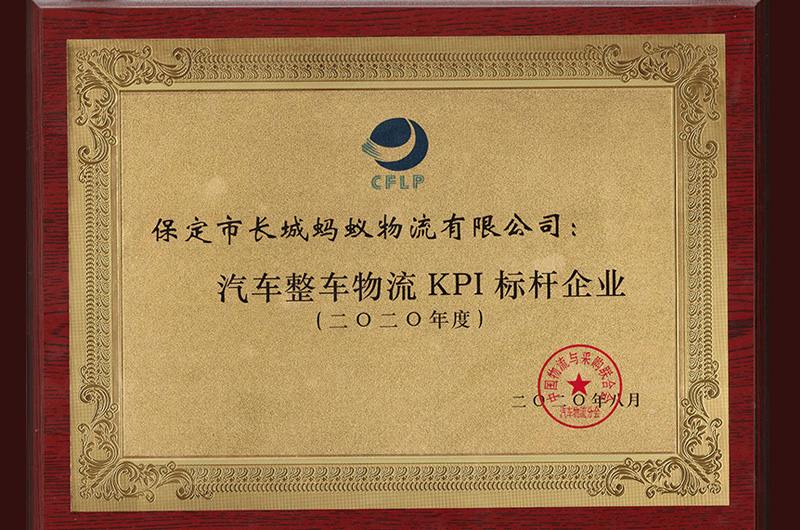 CFLP
保定市长城蚂蚁物流有限公司：
汽车整车物流 KPI 标杆企业
(二〇二〇年度)
中国物流与采购联合会
汽车物流分会
二〇二〇年八月